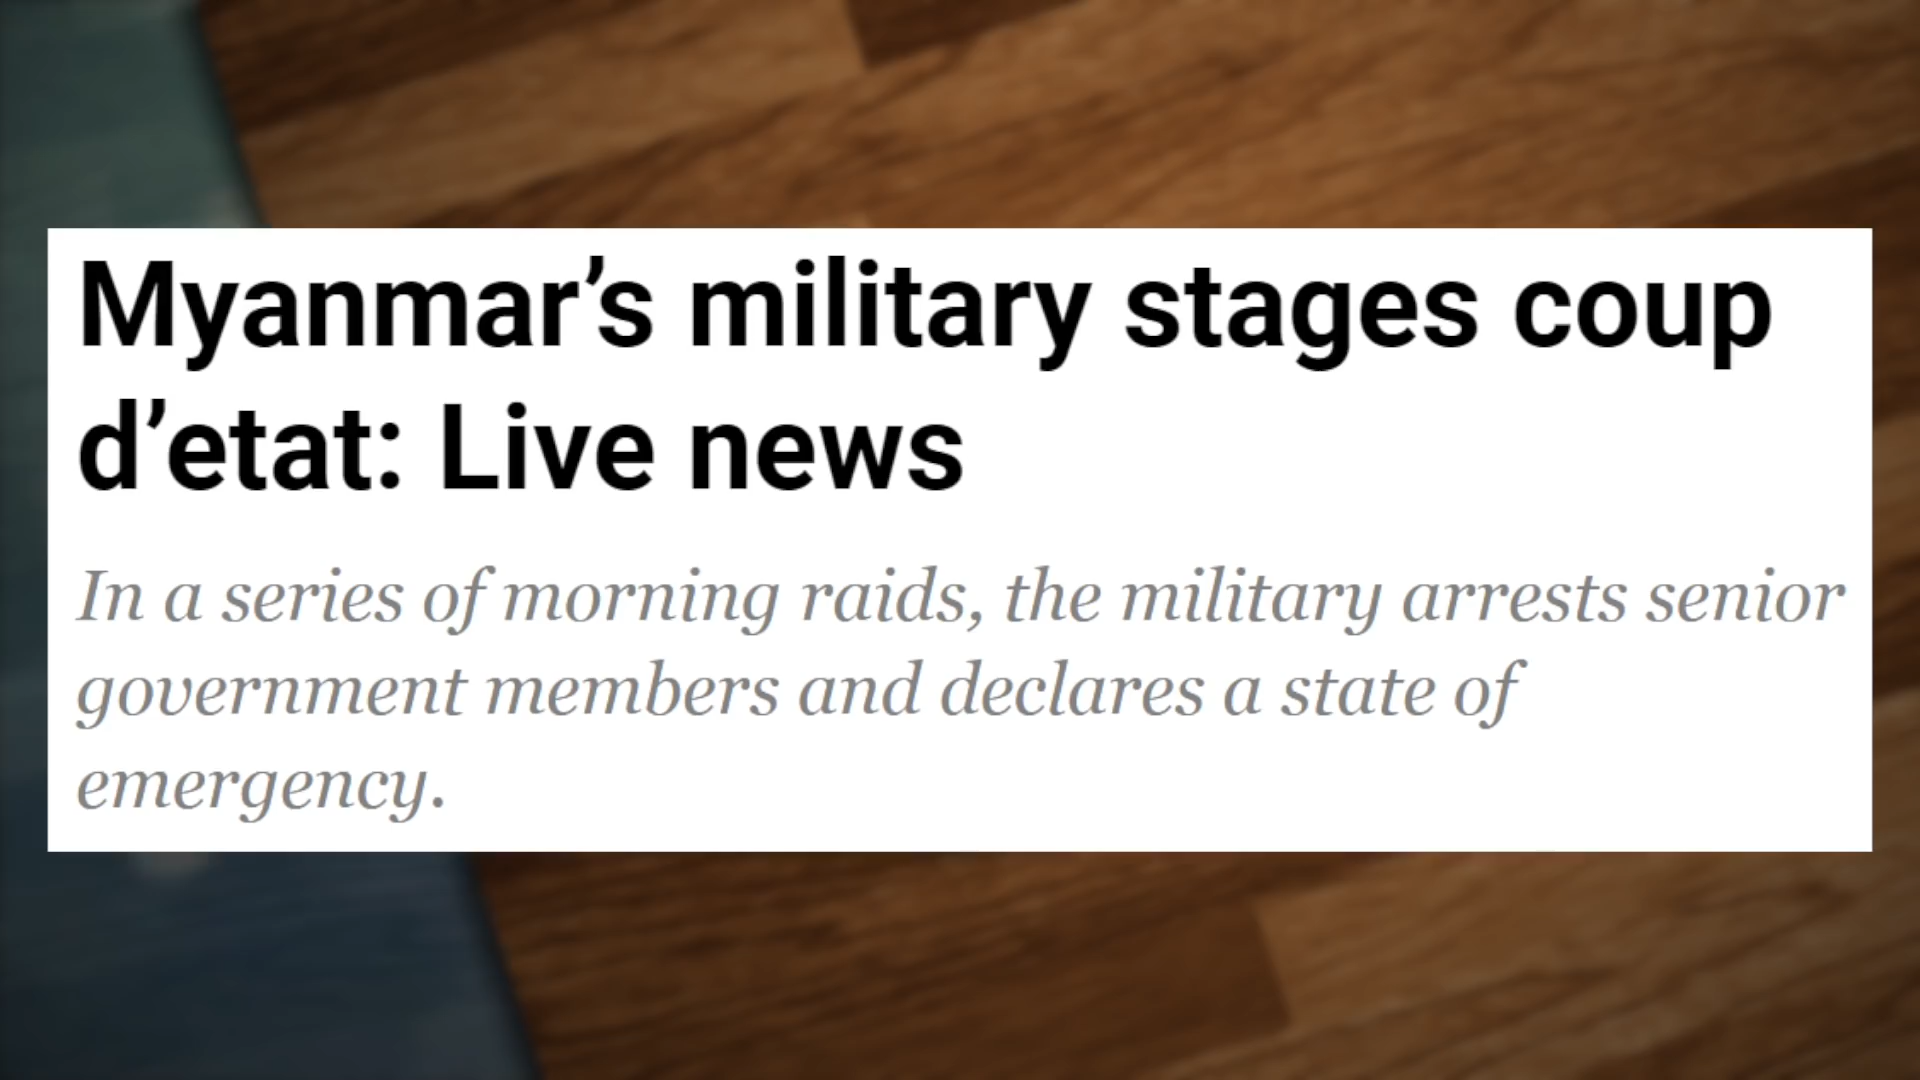 Myanmar’s military stages coup
d’etat: Live news
In a series of morning raids, the military arrests senior
government members and declares a state of
emergency.